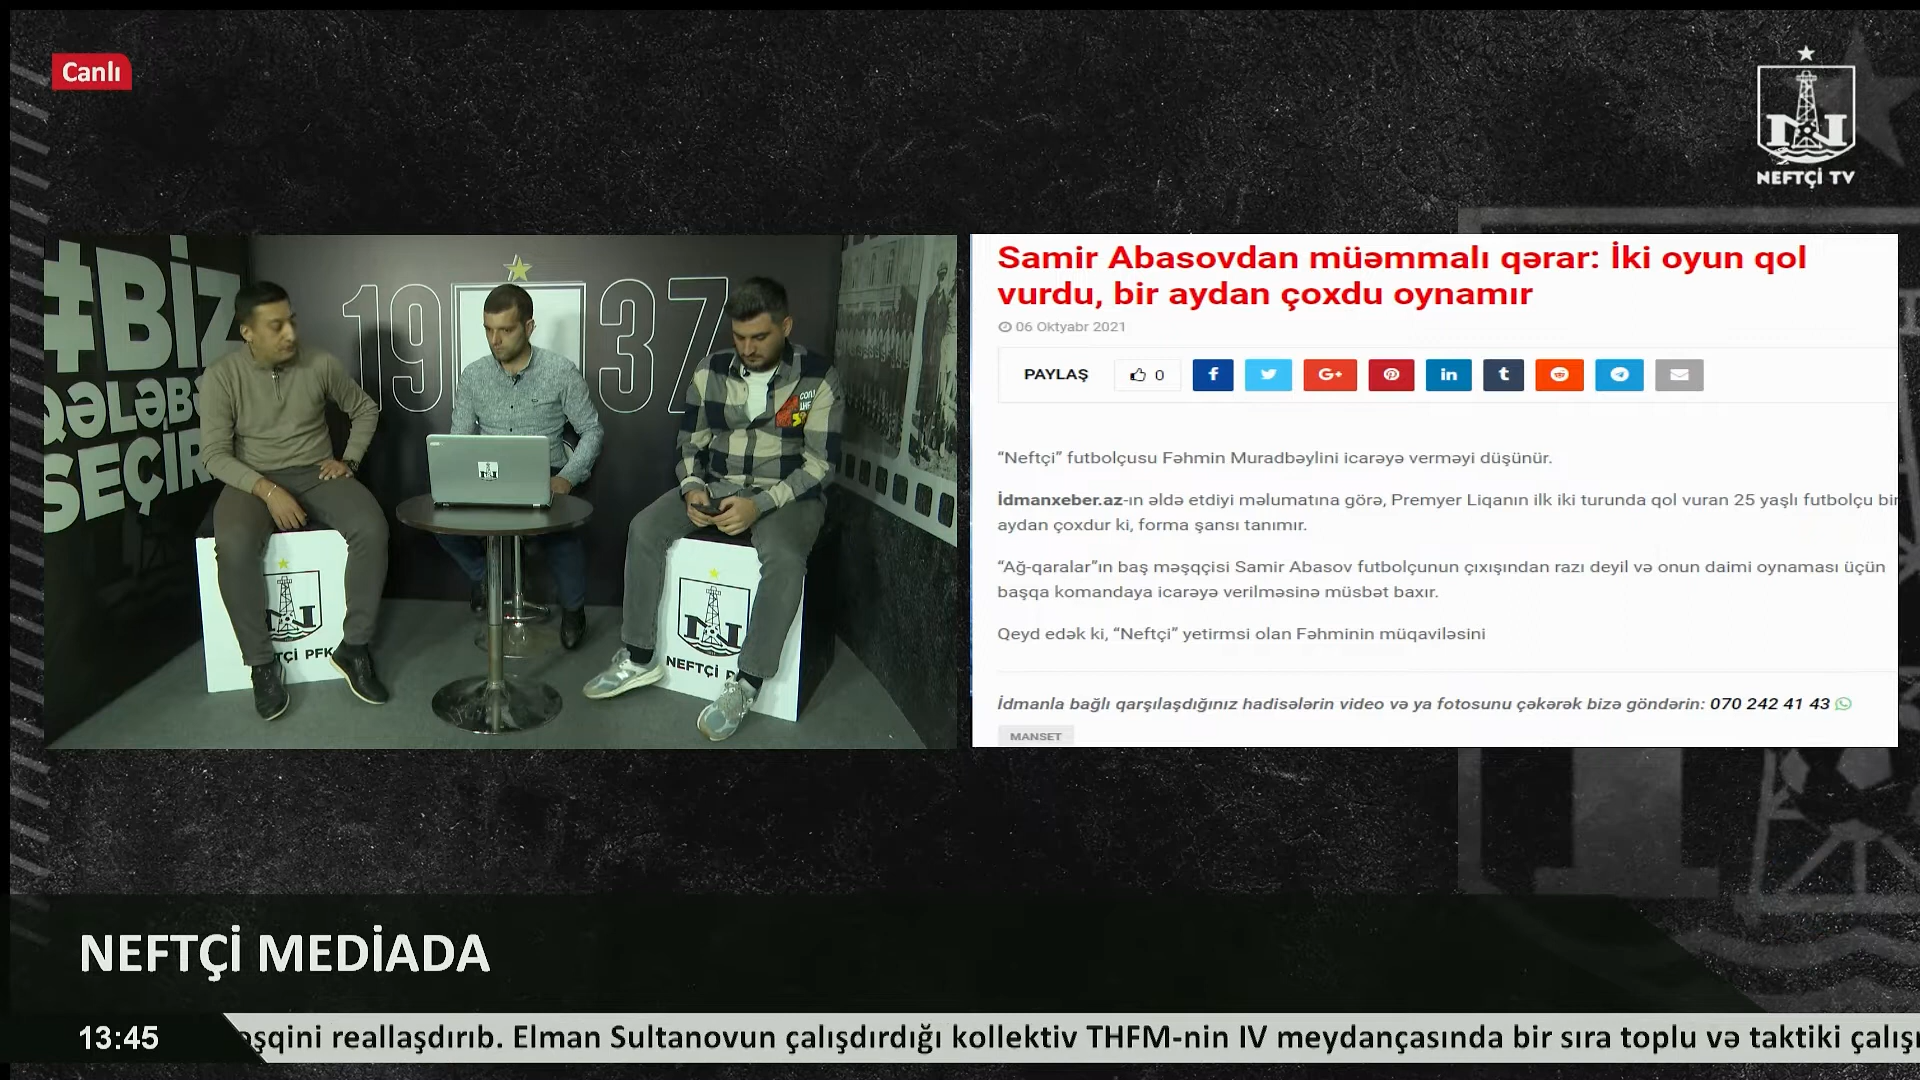 Canlı
NEFTÇİ TV
#BİZ
QƏLƏBƏ
SEÇİR
19
37
NEFTÇİ P
Samir Abasovdan müəmmalı qərar: İki oyun qol
vurdu, bir aydan çoxdu oynamır
06 Oktyabr 2021
PAYLAŞ
0
“Neftçi” futbolçusu Fəhmin Muradbəylini icarəyə verməyi düşünür.
İdmanxeber.az-ın əldə etdiyi məlumatına görə, Premyer Liqanın ilk iki turunda qol vuran 25 yaşlı futbolçu bir
aydan çoxdur ki, forma şansı tanımır.
“Ağ-qaralar”ın baş məşqçisi Samir Abasov futbolçunun çıxışından razı deyil və onun daimi oynaması üçün
başqa komandaya icarəyə verilməsinə müsbət baxır.
Qeyd edək ki, “Neftçi” yetirmsi olan Fəhminin müqaviləsini
İdmanla bağlı qarşılaşdığınız hadisələrin video və ya fotosunu çəkərək bizə göndərin: 070 242 41 43
MANSET
NEFTÇİ MEDİADA
13:45
əşqini reallaşdırıb. Elman Sultanovun çalışdırdığı kollektiv THFM-nin IV meydançasında bir sıra toplu və taktiki çalışı